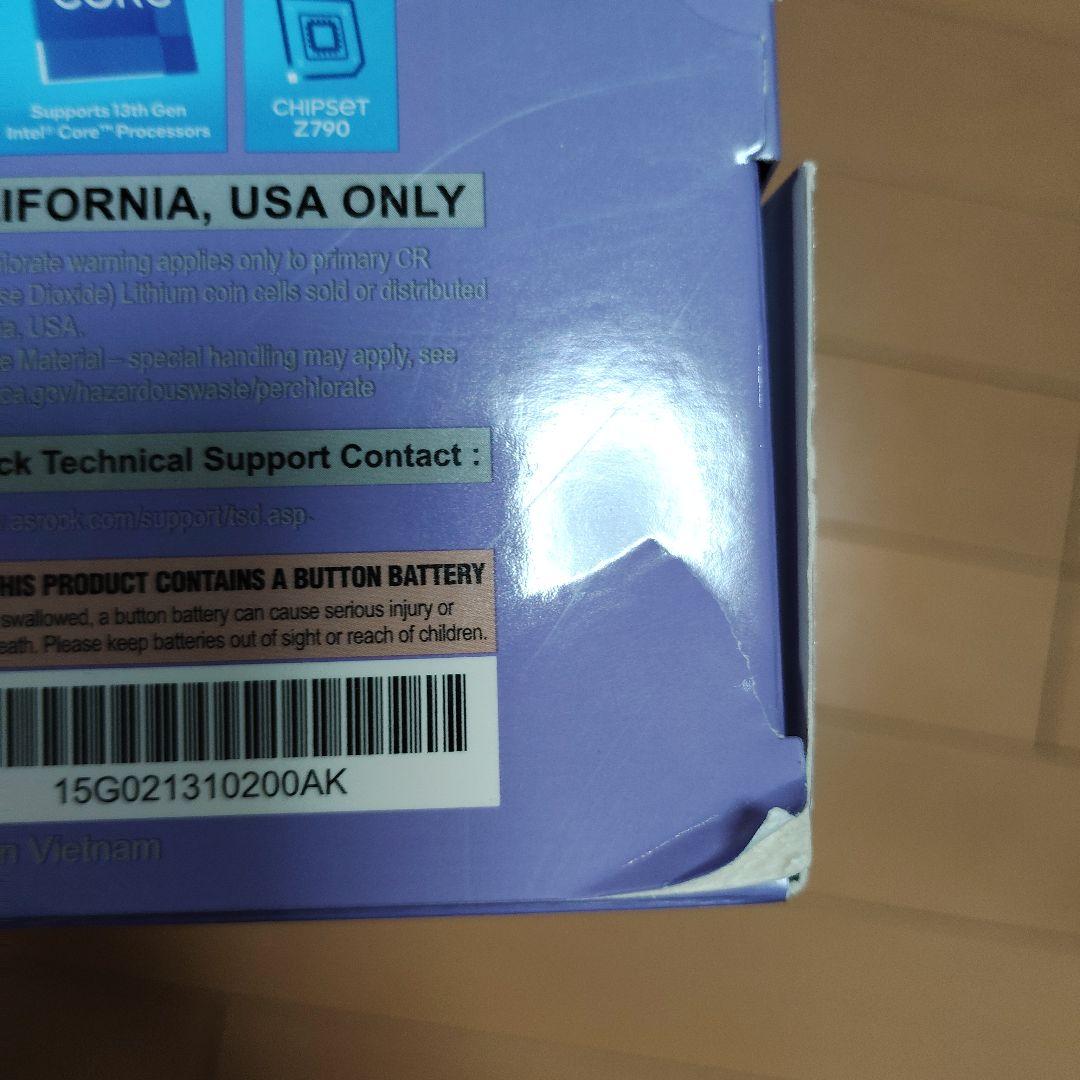 CORE
Supports 13th Gen
Intel® Core™ Processors
CHIPSET
Z790
IFORNIA, USA ONLY
lorate warning applies only to primary CR
se Dioxide) Lithium coin cells sold or distributed
ia, USA.
e Material – special handling may apply, see
ca.gov/hazardouswaste/perchlorate
ck Technical Support Contact :
.asrock.com/support/tsd.asp
HIS PRODUCT CONTAINS A BUTTON BATTERY
swallowed, a button battery can cause serious injury or
eath. Please keep batteries out of sight or reach of children.
15G021310200AK
n Vietnam